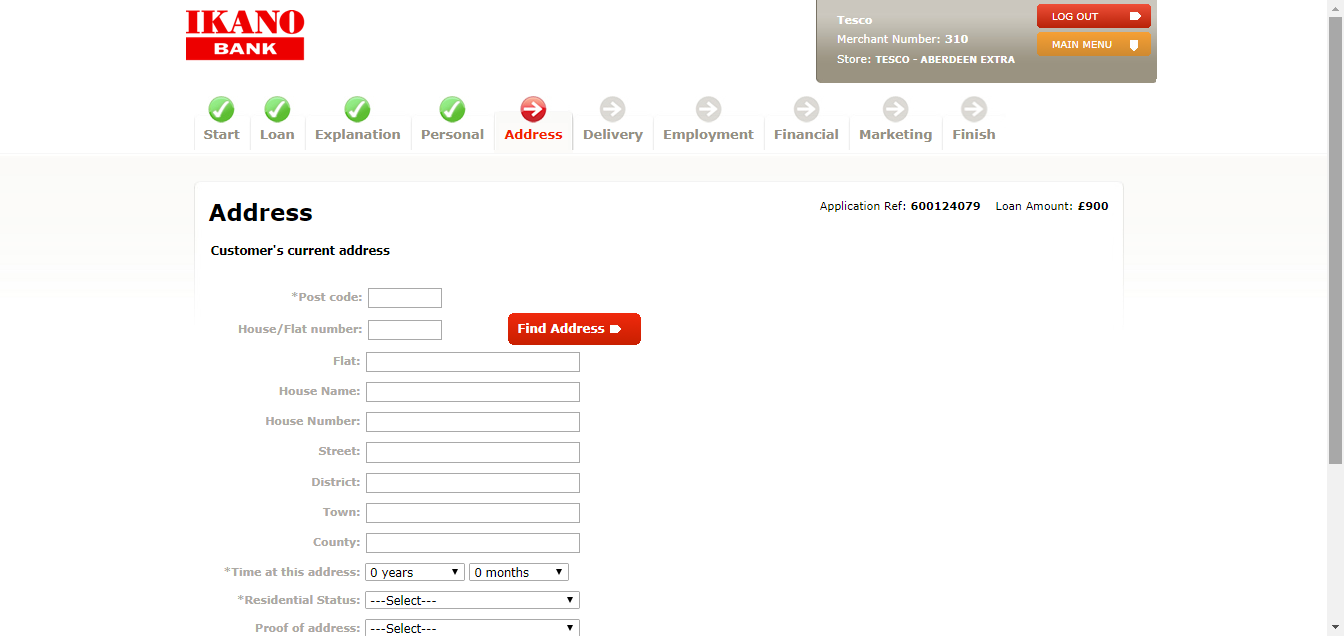 IKANO
BANK
Tesco
Merchant Number: 310
Store: TESCO - ABERDEEN EXTRA
LOG OUT
MAIN MENU
Start
Loan
Explanation
Personal
Address
Delivery
Employment
Financial
Marketing
Finish
Address
Application Ref: 600124079 Loan Amount: £900
Customer's current address
*Post code:
House/Flat number:
Find Address
Flat:
House Name:
House Number:
Street:
District:
Town:
County:
*Time at this address: 0 years 0 months
*Residential Status: ---Select---
Proof of address: ---Select---